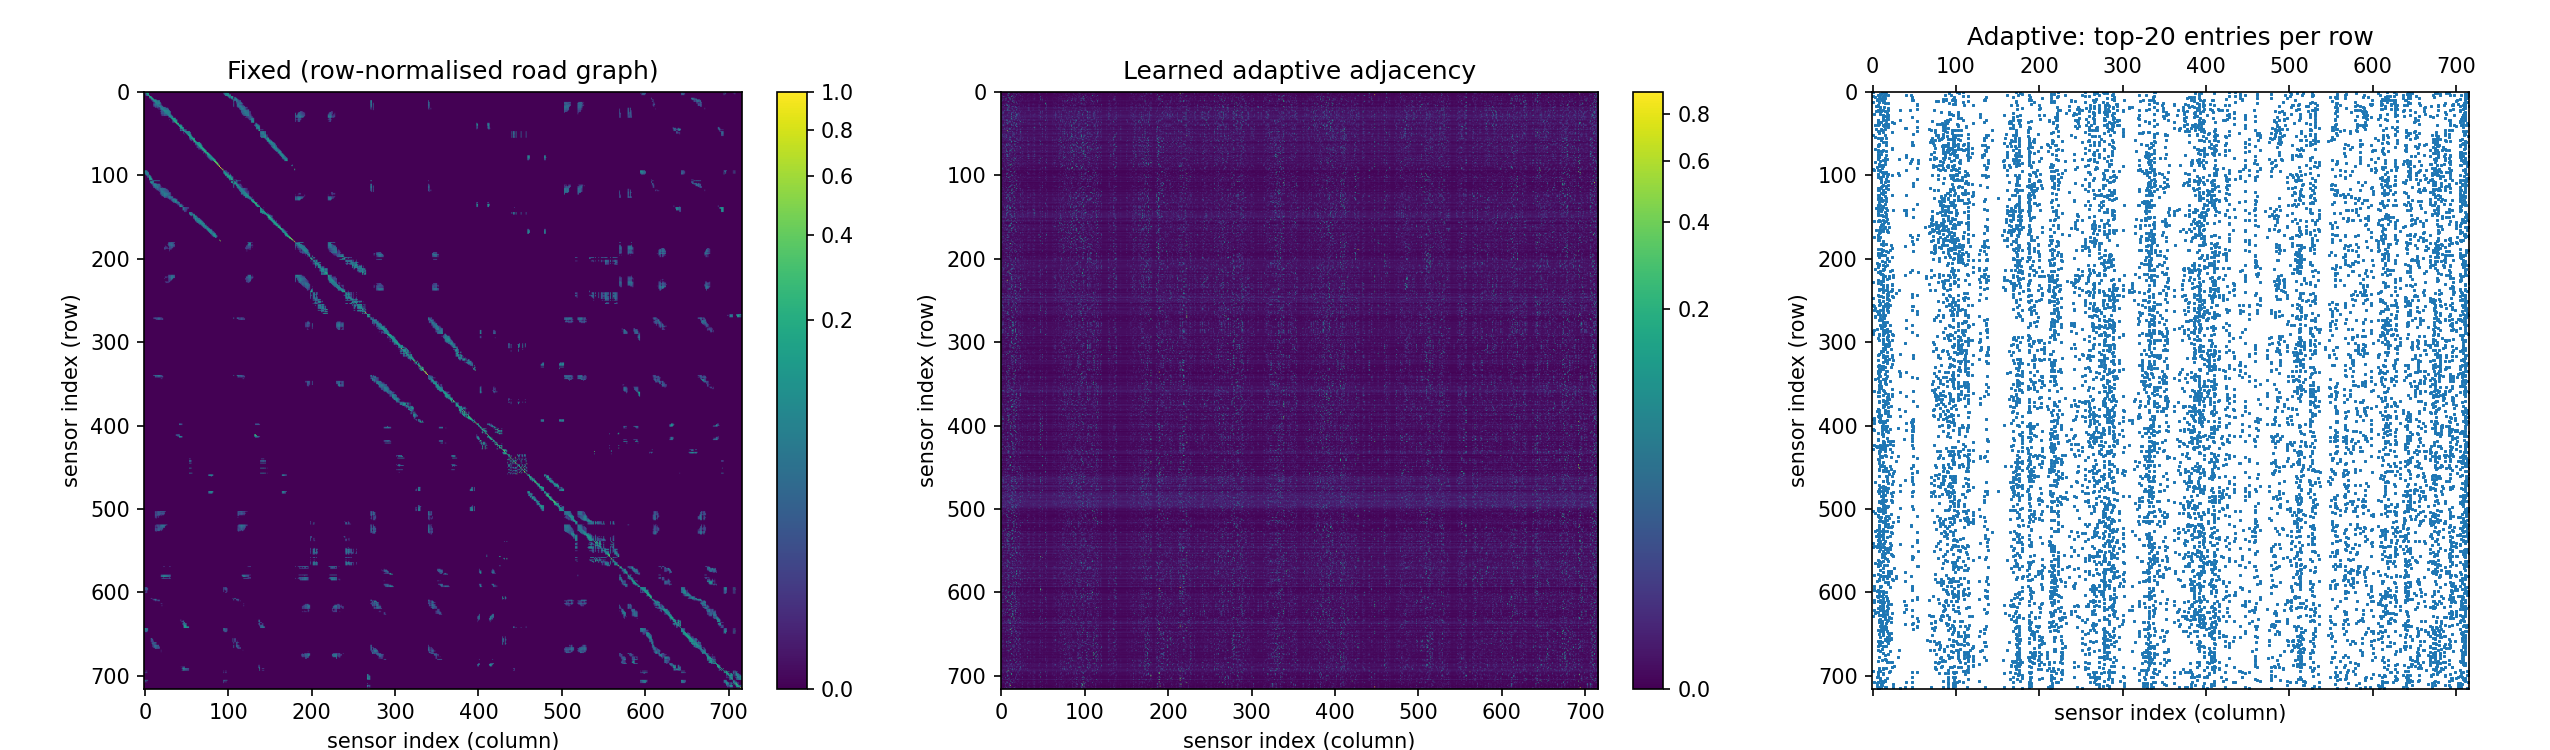 Fixed (row-normalised road graph)
0
100
200
300
400
500
600
700
sensor index (row)
0 100 200 300 400 500 600 700
sensor index (column)
1.0
0.8
0.6
0.4
0.2
0.0
Learned adaptive adjacency
0
100
200
300
400
500
600
700
sensor index (row)
0 100 200 300 400 500 600 700
sensor index (column)
0.8
0.6
0.4
0.2
0.0
Adaptive: top-20 entries per row
0 100 200 300 400 500 600 700
0
100
200
300
400
500
600
700
sensor index (row)
sensor index (column)